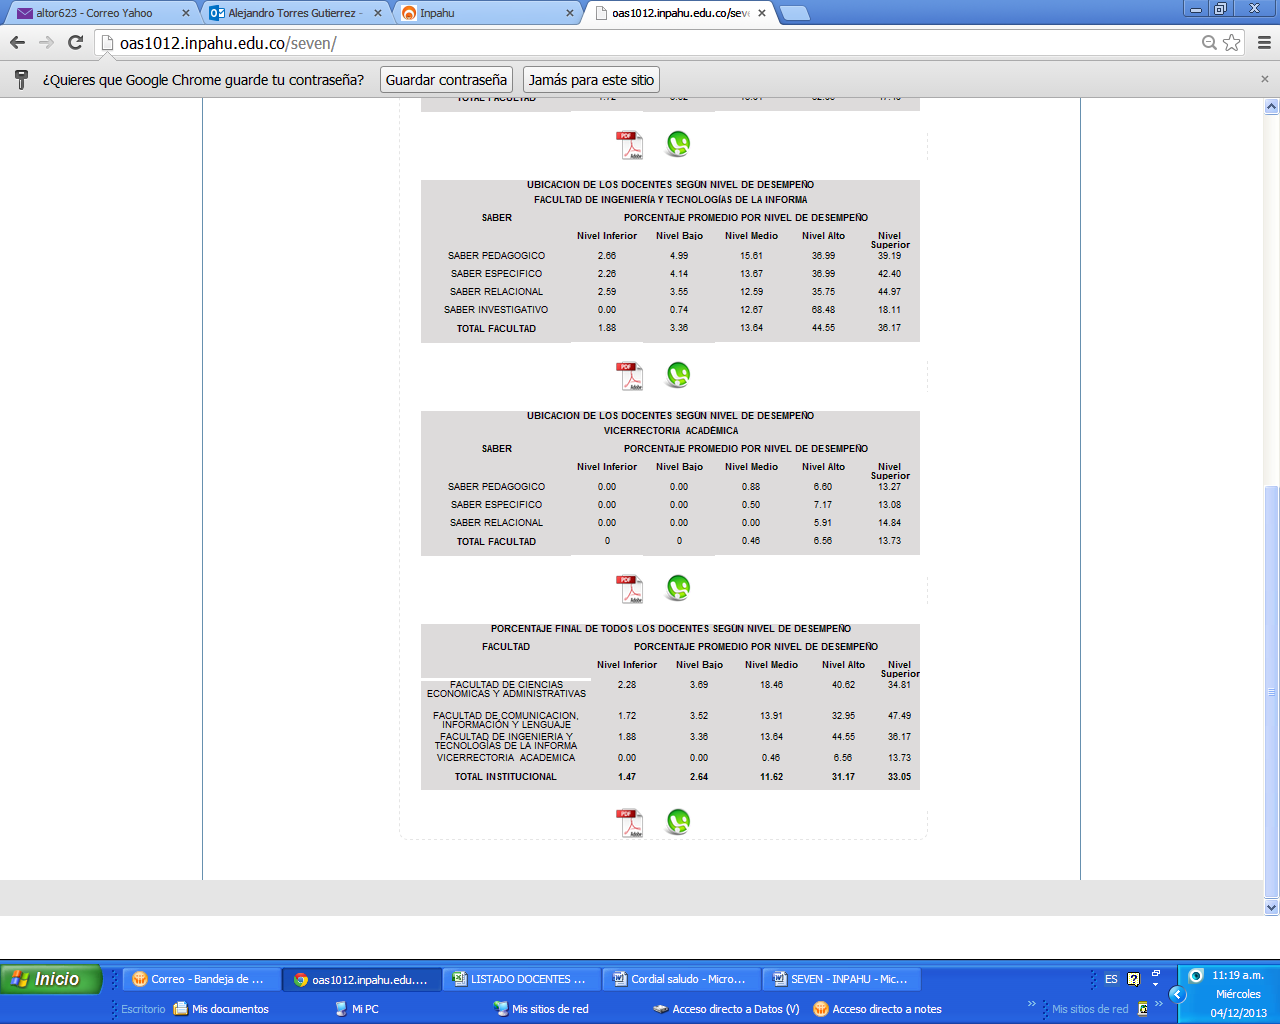 altor623 - Correo Yahoo
Alejandro Torres Gutierrez -
Inpahu
oas1012.inpahu.edu.co/seve
oas1012.inpahu.edu.co/seven/
¿Quieres que Google Chrome guarde tu contraseña? Guardar contraseña Jamás para este sitio
TOTAL FACULTAD
PDF Adobe
UBICACION DE LOS DOCENTES SEGÚN NIVEL DE DESEMPEÑO
FACULTAD DE INGENIERÍA Y TECNOLOGÍAS DE LA INFORMA
SABER PORCENTAJE PROMEDIO POR NIVEL DE DESEMPEÑO
Nivel Inferior Nivel Bajo Nivel Medio Nivel Alto Nivel Superior
SABER PEDAGOGICO 2.66 4.99 15.61 36.99 39.19
SABER ESPECIFICO 2.26 4.14 13.67 36.99 42.40
SABER RELACIONAL 2.59 3.55 12.59 35.75 44.97
SABER INVESTIGATIVO 0.00 0.74 12.67 68.48 18.11
TOTAL FACULTAD 1.88 3.36 13.64 44.55 36.17
PDF Adobe
UBICACION DE LOS DOCENTES SEGÚN NIVEL DE DESEMPEÑO
VICERRECTORIA ACADÉMICA
SABER PORCENTAJE PROMEDIO POR NIVEL DE DESEMPEÑO
Nivel Inferior Nivel Bajo Nivel Medio Nivel Alto Nivel Superior
SABER PEDAGOGICO 0.00 0.00 0.88 6.60 13.27
SABER ESPECIFICO 0.00 0.00 0.50 7.17 13.08
SABER RELACIONAL 0.00 0.00 0.00 5.91 14.84
TOTAL FACULTAD 0 0 0.46 6.56 13.73
PDF Adobe
PORCENTAJE FINAL DE TODOS LOS DOCENTES SEGÚN NIVEL DE DESEMPEÑO
FACULTAD PORCENTAJE PROMEDIO POR NIVEL DE DESEMPEÑO
Nivel Inferior Nivel Bajo Nivel Medio Nivel Alto Nivel Superior
FACULTAD DE CIENCIAS 2.28 3.69 18.46 40.62 34.81
ECONOMICAS Y ADMINISTRATIVAS
FACULTAD DE COMUNICACION, 1.72 3.52 13.91 32.95 47.49
INFORMACIÓN Y LENGUAJE
FACULTAD DE INGENIERIA Y 1.88 3.36 13.64 44.55 36.17
TECNOLOGÍAS DE LA INFORMA
VICERRECTORIA ACADEMICA 0.00 0.00 0.46 6.56 13.73
TOTAL INSTITUCIONAL 1.47 2.64 11.62 31.17 33.05
PDF Adobe
Inicio
Correo - Bandeja de ...
oas1012.inpahu.edu....
LISTADO DOCENTES ...
Cordial saludo - Micro...
SEVEN - INPAHU - Mic...
ES
11:19 a.m.
Miércoles
04/12/2013
Escritorio Mis documentos Mi PC Mis sitios de red Acceso directo a Datos (V) Acceso directo a notes Mis sitios de red